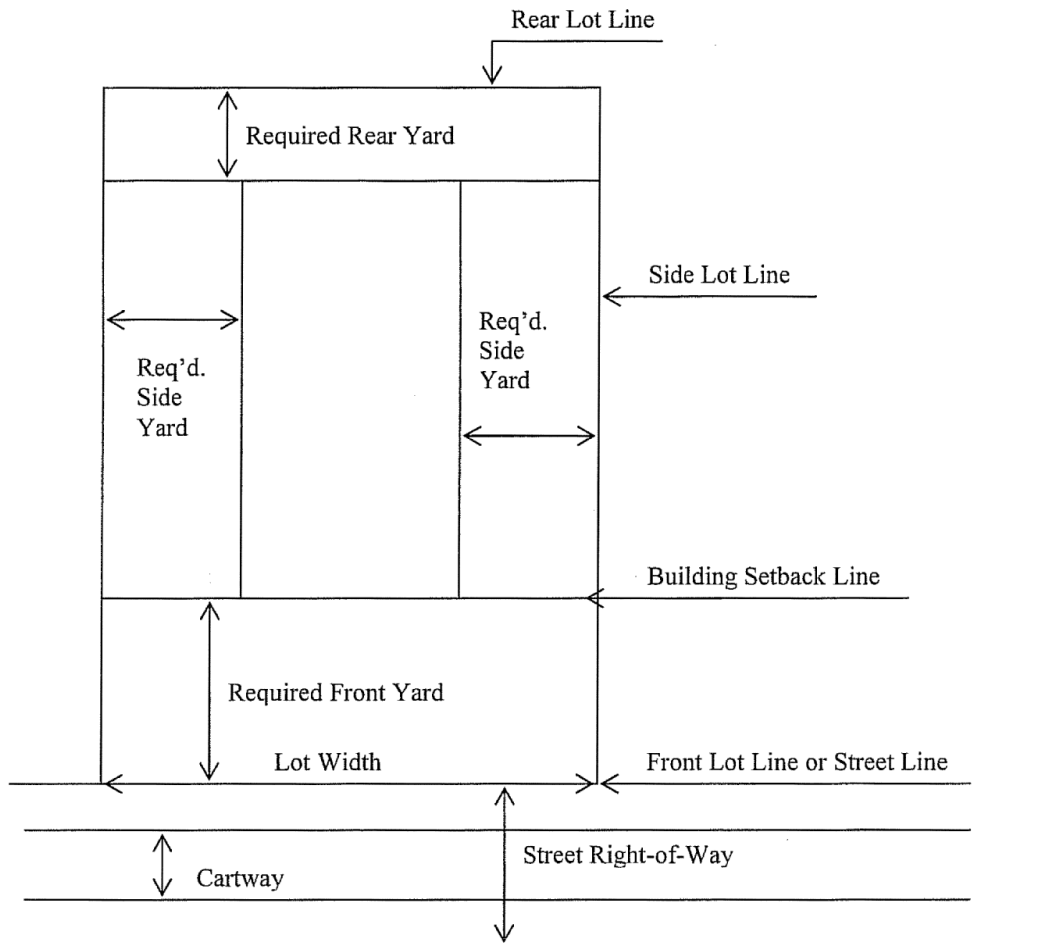 Rear Lot Line
Required Rear Yard
Side Lot Line
Req’d.
Side
Yard
Req’d.
Side
Yard
Building Setback Line
Required Front Yard
Lot Width
Front Lot Line or Street Line
Street Right-of-Way
Cartway